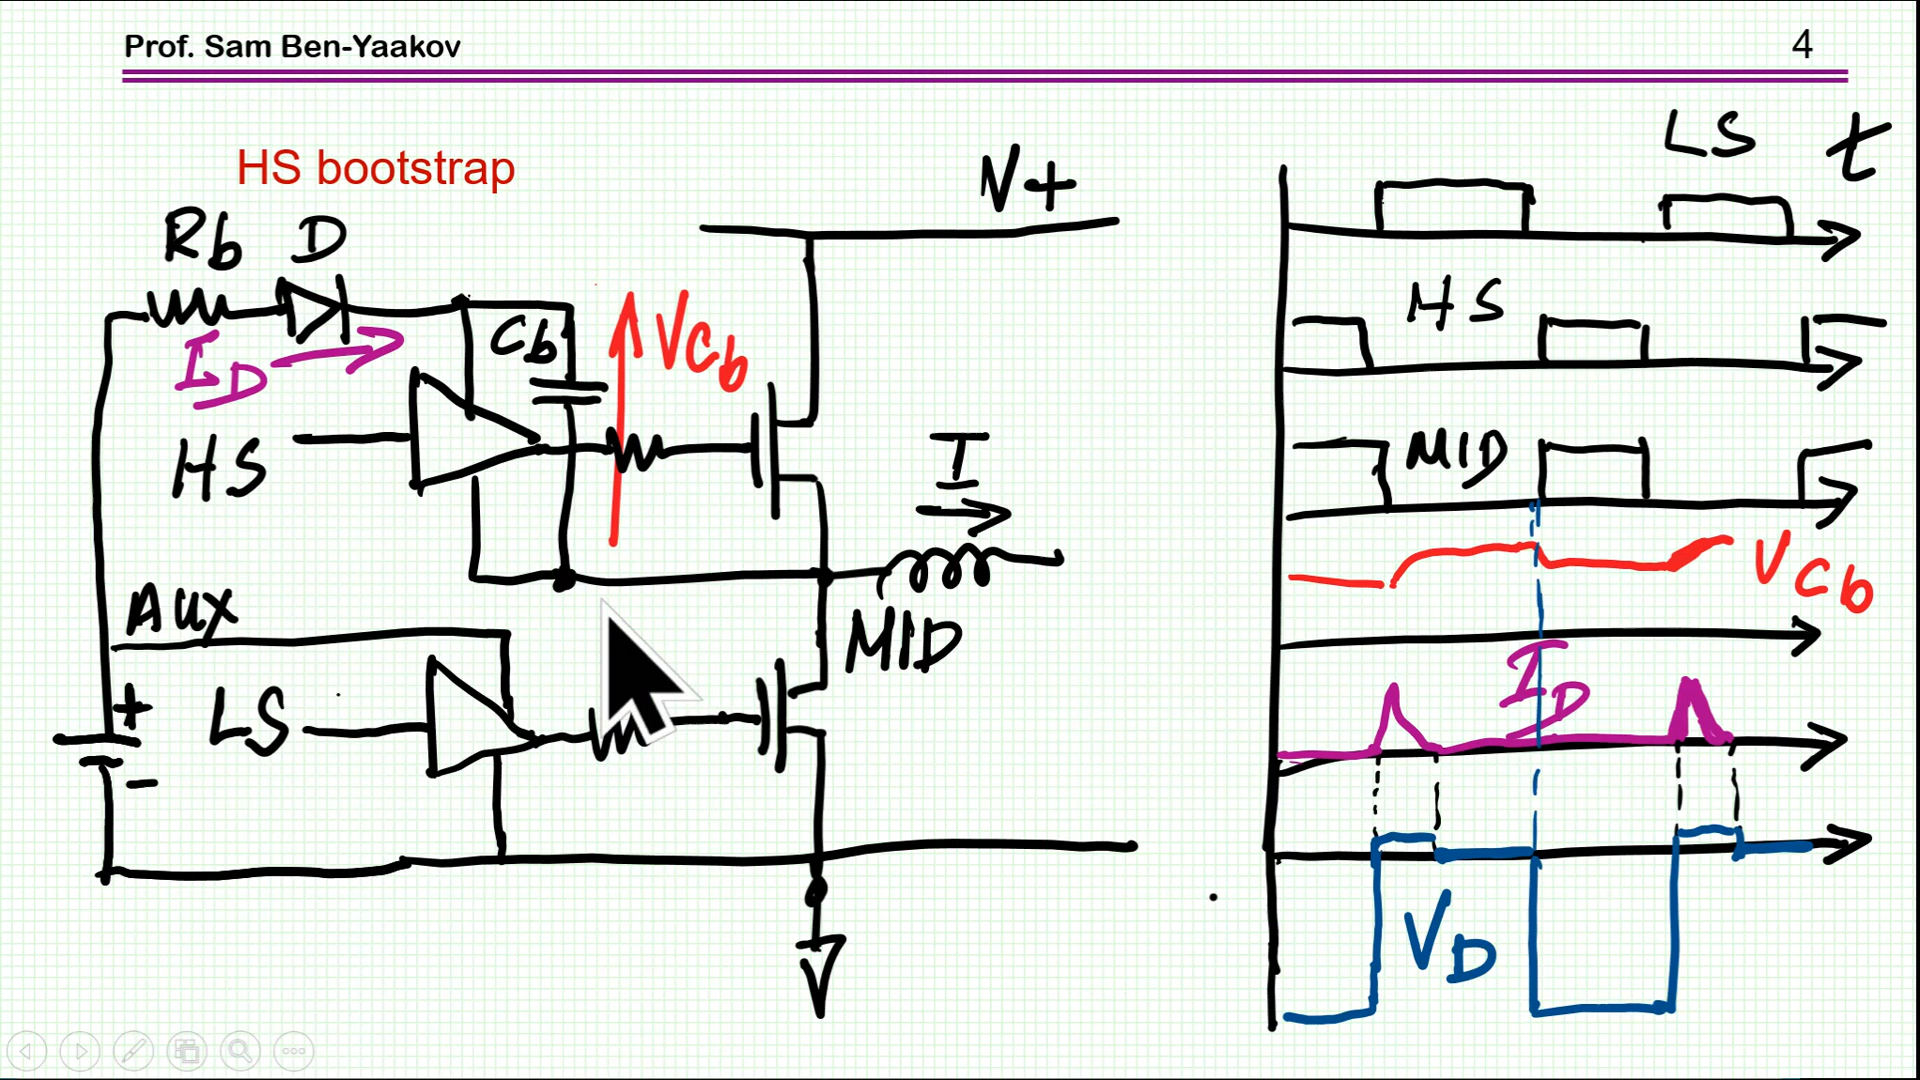 Prof. Sam Ben-Yaakov
4
HS bootstrap
V+
LS t
Rb D
HS
Cb
VCb
ID
HS
MID
I
VCb
Aux
MID
ID
+
LS
-
VD